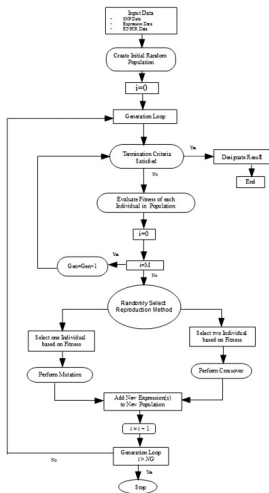 Input Data
• SNP Data
• Expression Data
• RT-PCR Data
Create Initial Random
Population
i=0
Generation Loop
Termination Criteria
Satisfied
Yes
Designate Result
End
No
Evaluate Fitness of each
Individual in Population
i=0
Yes
Gen=Gen+1
i=M
No
Randomly Select
Reproduction Method
Select one Individual
based on Fitness
Select two Individual
based on Fitness
Perform Mutation
Perform Crossover
Add New Expression(s)
to New Population
i = i + 1
Generation Loop
i > NG
No
Yes
Stop